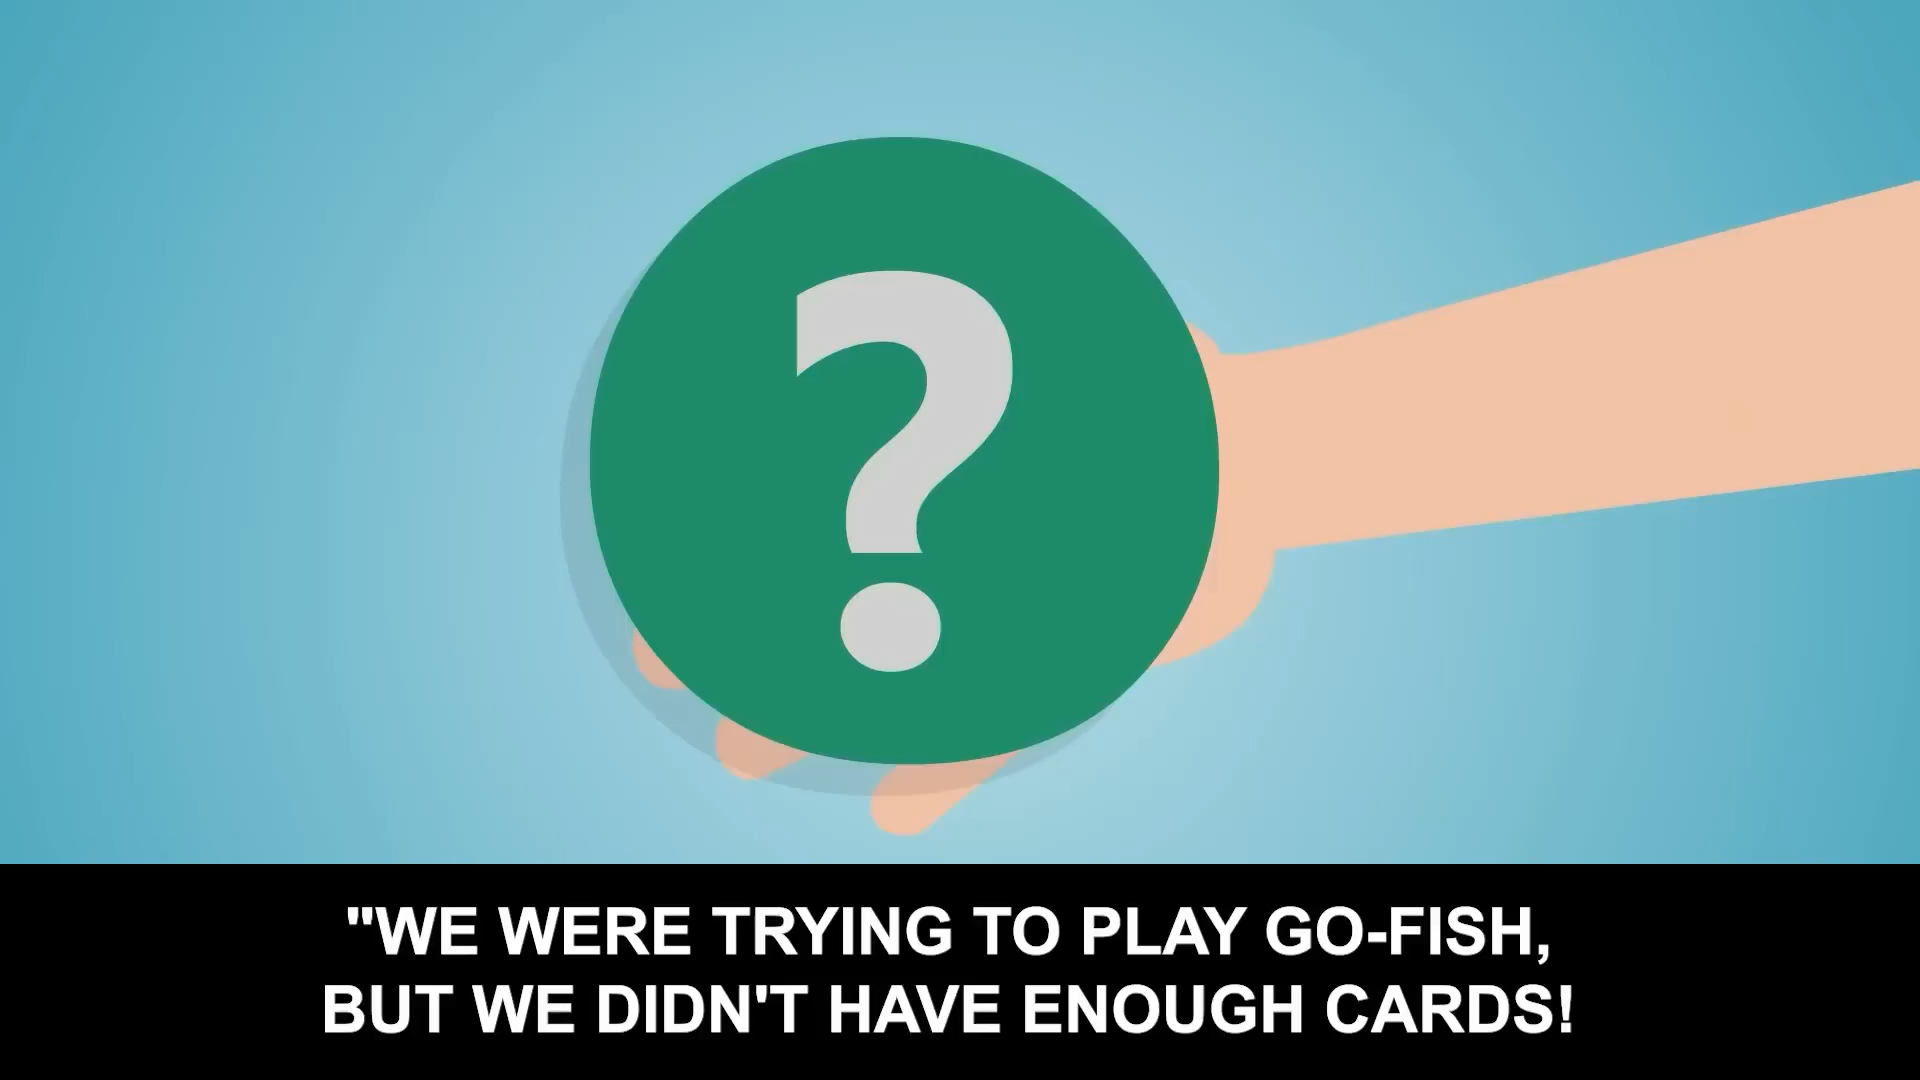 ?
"WE WERE TRYING TO PLAY GO-FISH,
BUT WE DIDN'T HAVE ENOUGH CARDS!